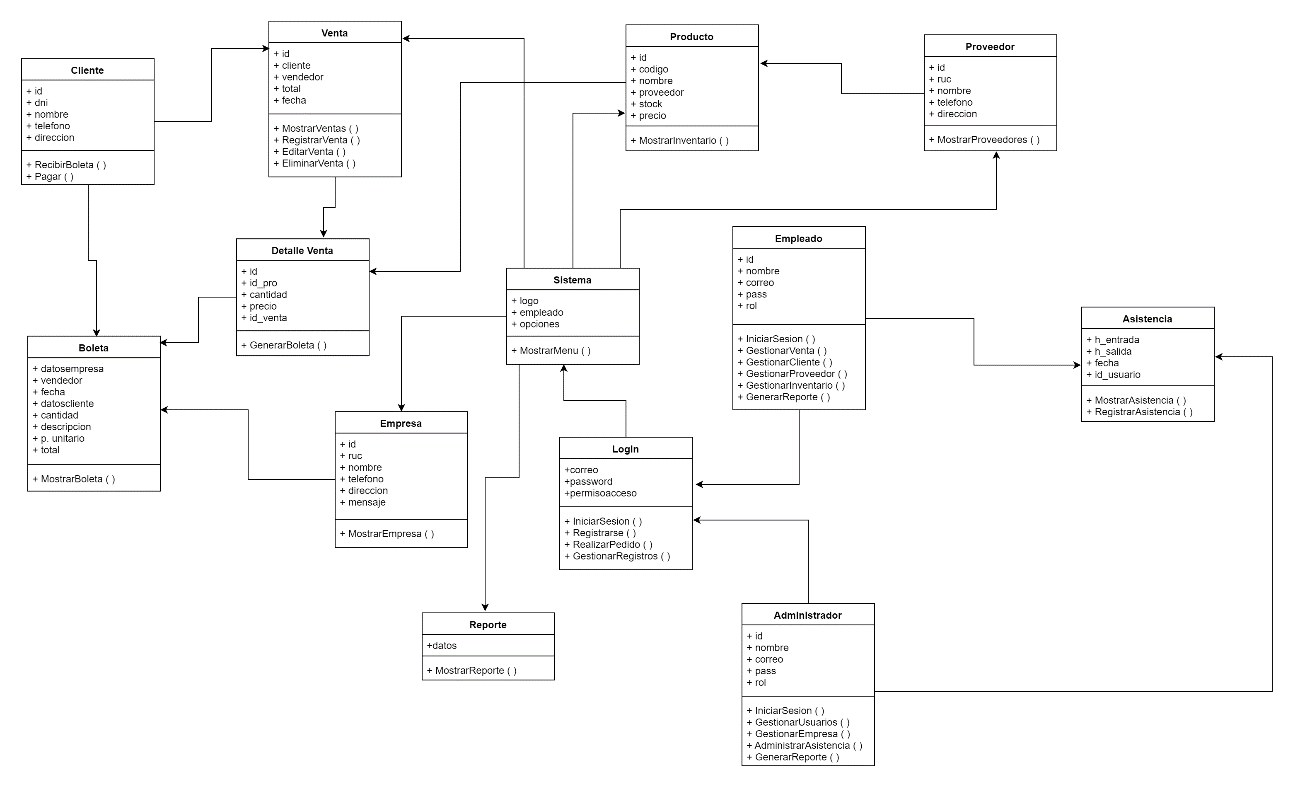 Cliente
+ id
+ dni
+ nombre
+ telefono
+ direccion
+ RecibirBoleta ( )
+ Pagar ( )
Venta
+ id
+ cliente
+ vendedor
+ total
+ fecha
+ MostrarVentas ( )
+ RegistrarVenta ( )
+ EditarVenta ( )
+ EliminarVenta ( )
Producto
+ id
+ codigo
+ nombre
+ proveedor
+ stock
+ precio
+ MostrarInventario ( )
Proveedor
+ id
+ ruc
+ nombre
+ telefono
+ direccion
+ MostrarProveedores ( )
Detalle Venta
+ id
+ id_pro
+ cantidad
+ precio
+ id_venta
+ GenerarBoleta ( )
Sistema
+ logo
+ empleado
+ opciones
+ MostrarMenu ( )
Empleado
+ id
+ nombre
+ correo
+ pass
+ rol
+ IniciarSesion ( )
+ GestionarVenta ( )
+ GestionarCliente ( )
+ GestionarProveedor ( )
+ GestionarInventario ( )
+ GenerarReporte ( )
Asistencia
+ h_entrada
+ h_salida
+ fecha
+ id_usuario
+ MostrarAsistencia ( )
+ RegistrarAsistencia ( )
Boleta
+ datosempresa
+ vendedor
+ fecha
+ datoscliente
+ cantidad
+ descripcion
+ p. unitario
+ total
+ MostrarBoleta ( )
Empresa
+ id
+ ruc
+ nombre
+ telefono
+ direccion
+ mensaje
+ MostrarEmpresa ( )
Login
+correo
+password
+permisoacceso
+ IniciarSesion ( )
+ Registrarse ( )
+ RealizarPedido ( )
+ GestionarRegistros ( )
Reporte
+datos
+ MostrarReporte ( )
Administrador
+ id
+ nombre
+ correo
+ pass
+ rol
+ IniciarSesion ( )
+ GestionarUsuarios ( )
+ GestionarEmpresa ( )
+ AdministrarAsistencia ( )
+ GenerarReporte ( )